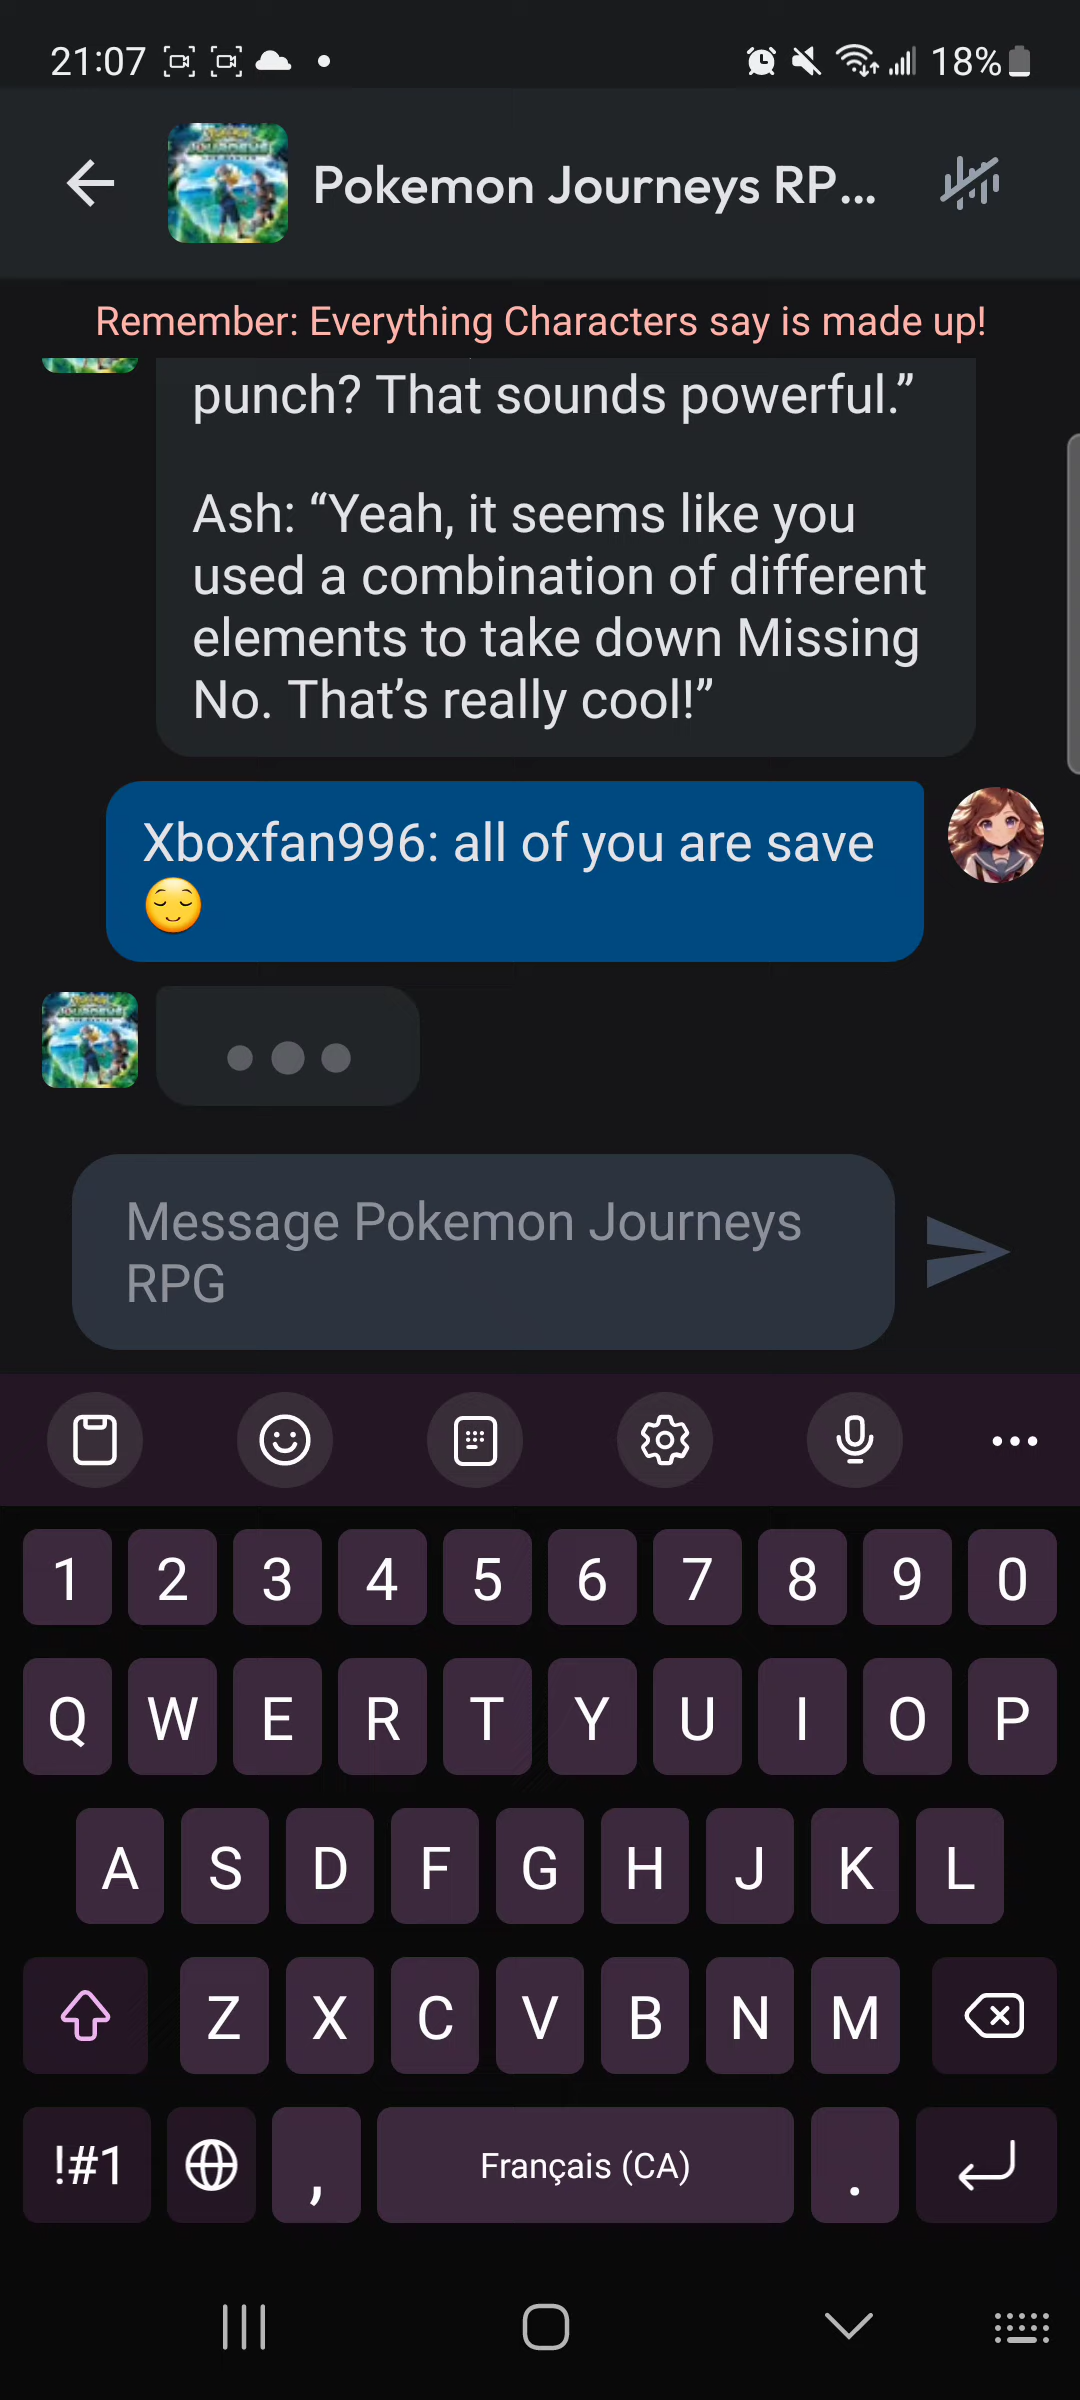 21:07
18%
Pokemon Journeys RP...
Remember: Everything Characters say is made up!
punch? That sounds powerful.”
Ash: “Yeah, it seems like you
used a combination of different
elements to take down Missing
No. That’s really cool!”
Xboxfan996: all of you are save
😌
Message Pokemon Journeys
RPG
1 2 3 4 5 6 7 8 9 0
Q W E R T Y U I O P
A S D F G H J K L
Z X C V B N M
!#1 , Français (CA) .